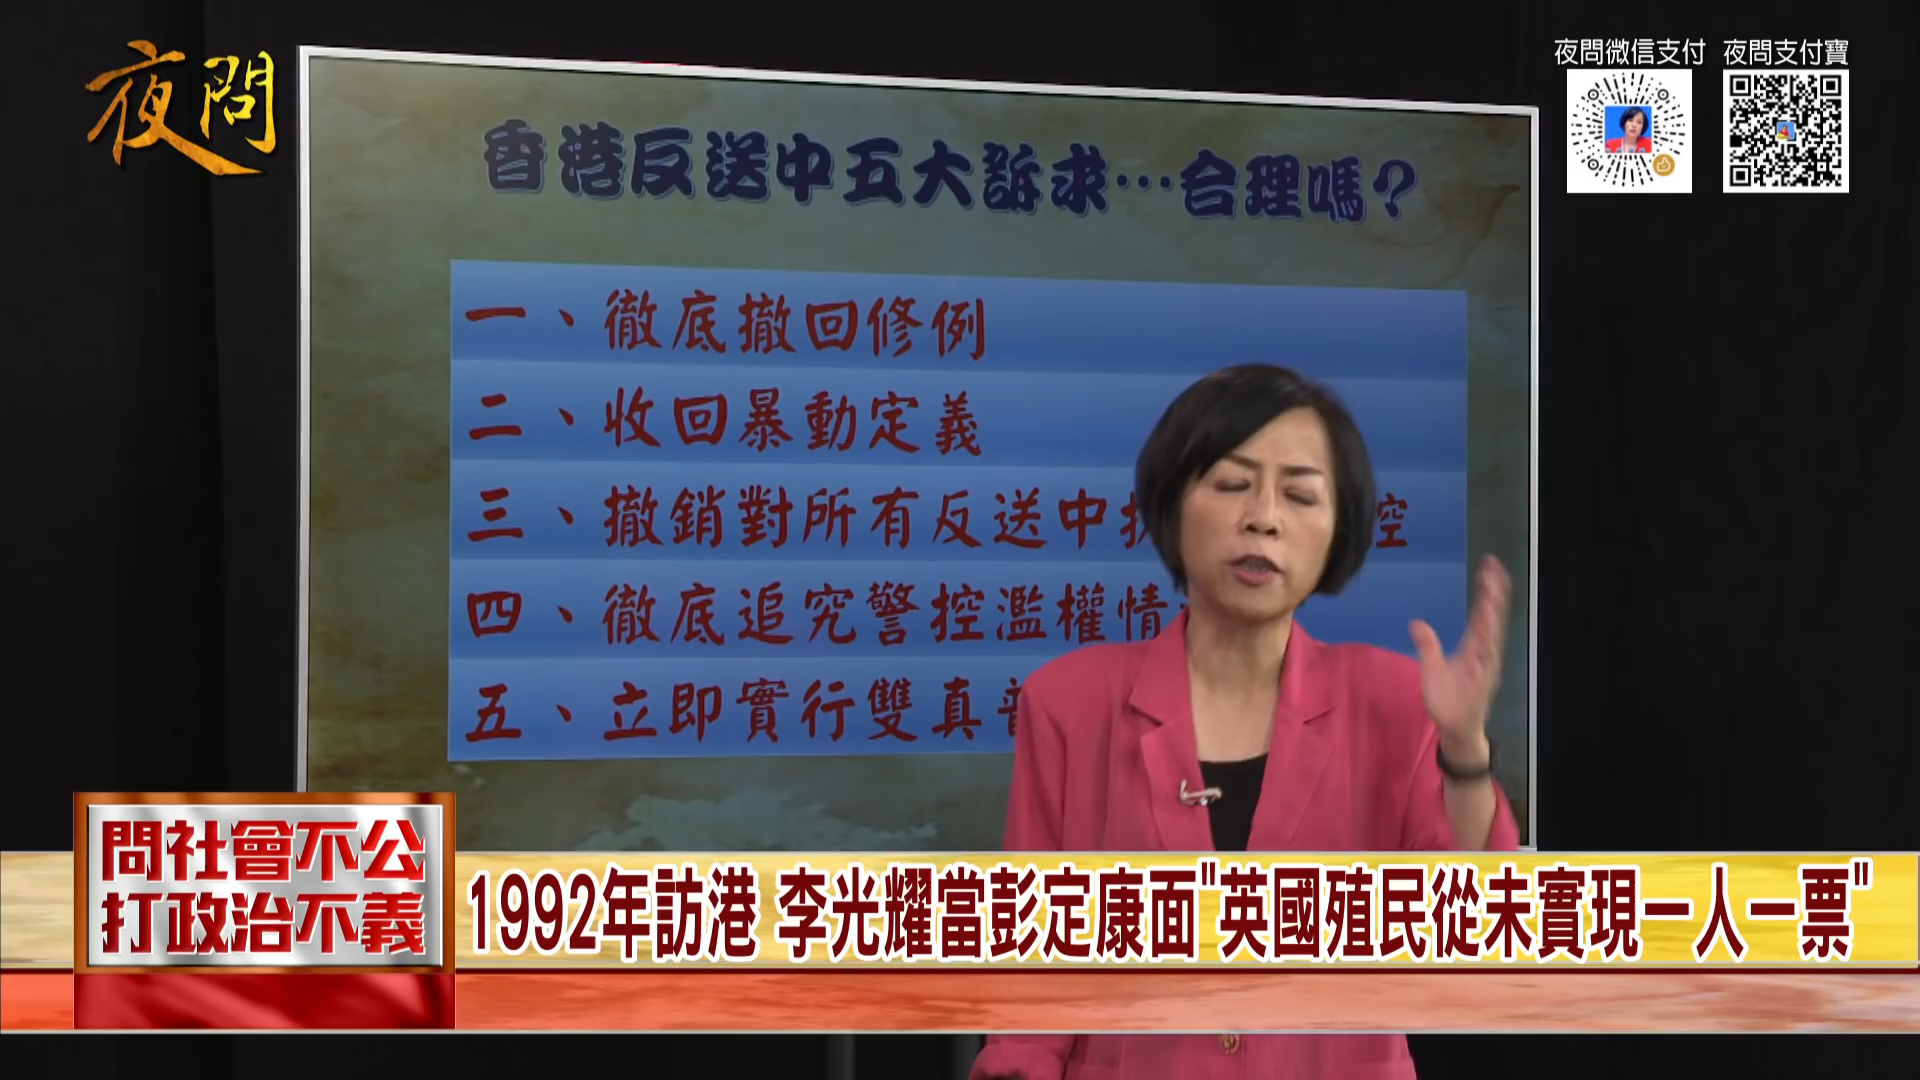 夜問
夜問微信支付
夜問支付寶
香港反送中五大訴求…合理嗎？
一、徹底撤回修例
二、收回暴動定義
三、撤銷對所有反送中抗 控
四、徹底追究警控濫權情
五、立即實行雙真普
問社會不公
打政治不義
1992年訪港 李光耀當彭定康面"英國殖民從未實現一人一票"